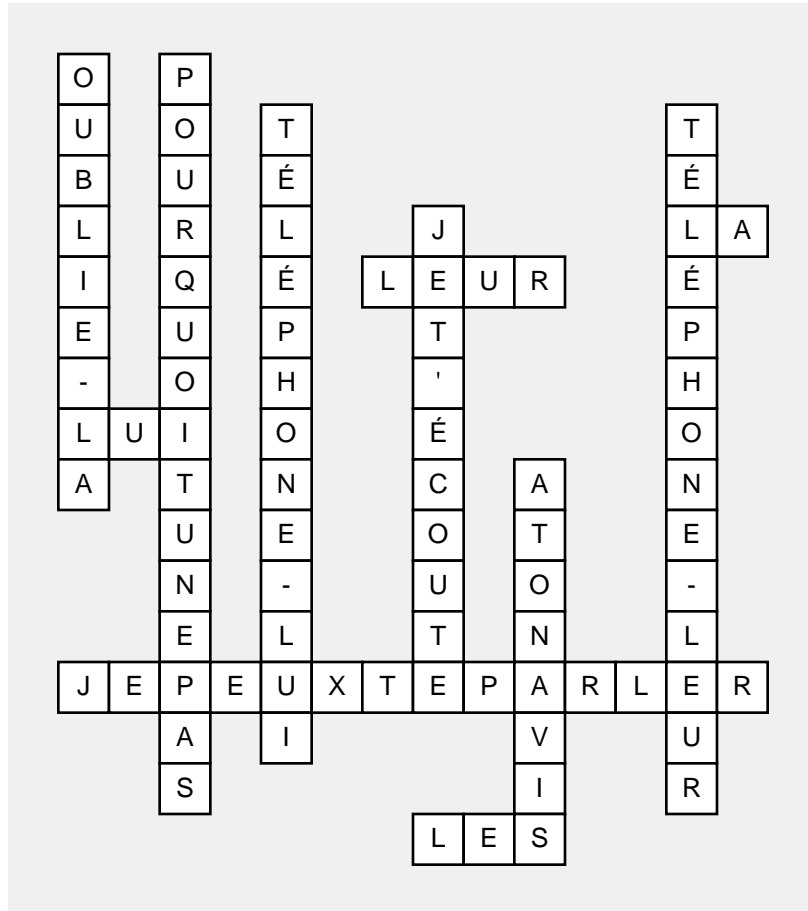 OUBLIE-LA
POURQUOITUNEPAS
TÉLÉPHONE-LUI
TÉLÉPHONE-LEUR
JET'ÉCOUTE
LA
LEUR
LUI
ATONAVIS
JEPEUXTEPARLER
LES